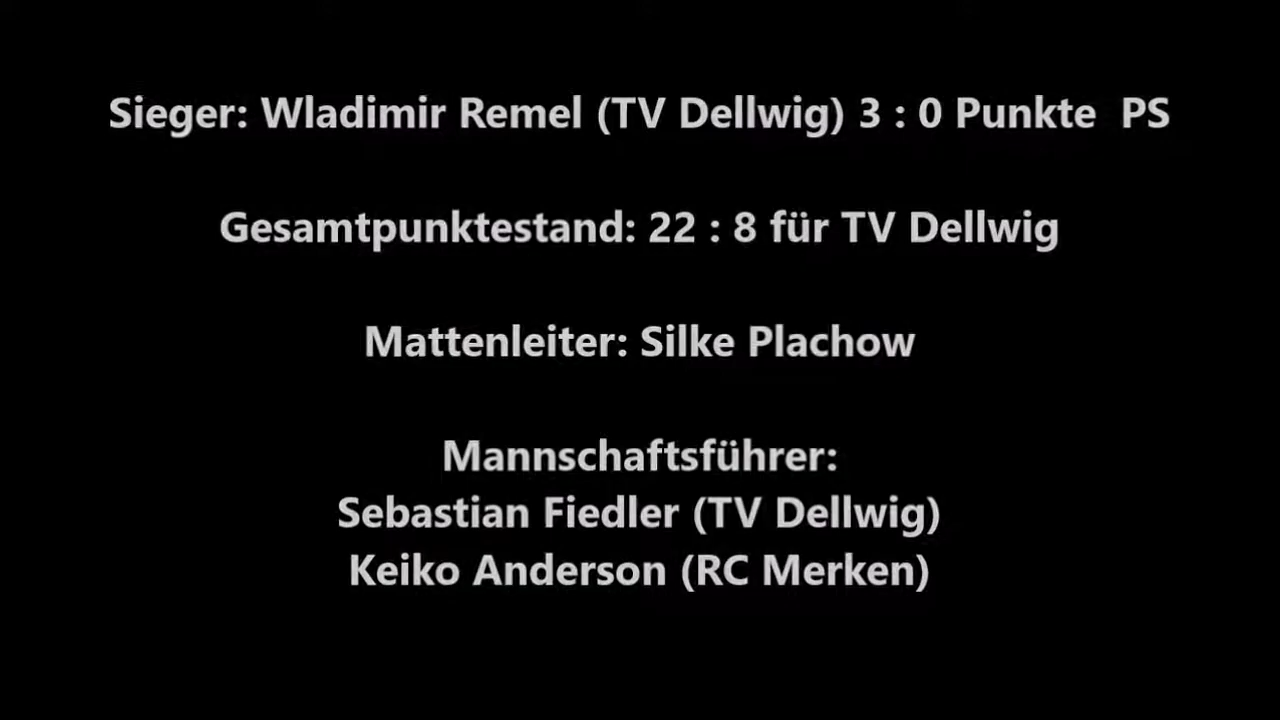 Sieger: Wladimir Remel (TV Dellwig) 3 : 0 Punkte  PS
Gesamtpunktestand: 22 : 8 für TV Dellwig
Mattenleiter: Silke Plachow
Mannschaftsführer:
Sebastian Fiedler (TV Dellwig)
Keiko Anderson (RC Merken)